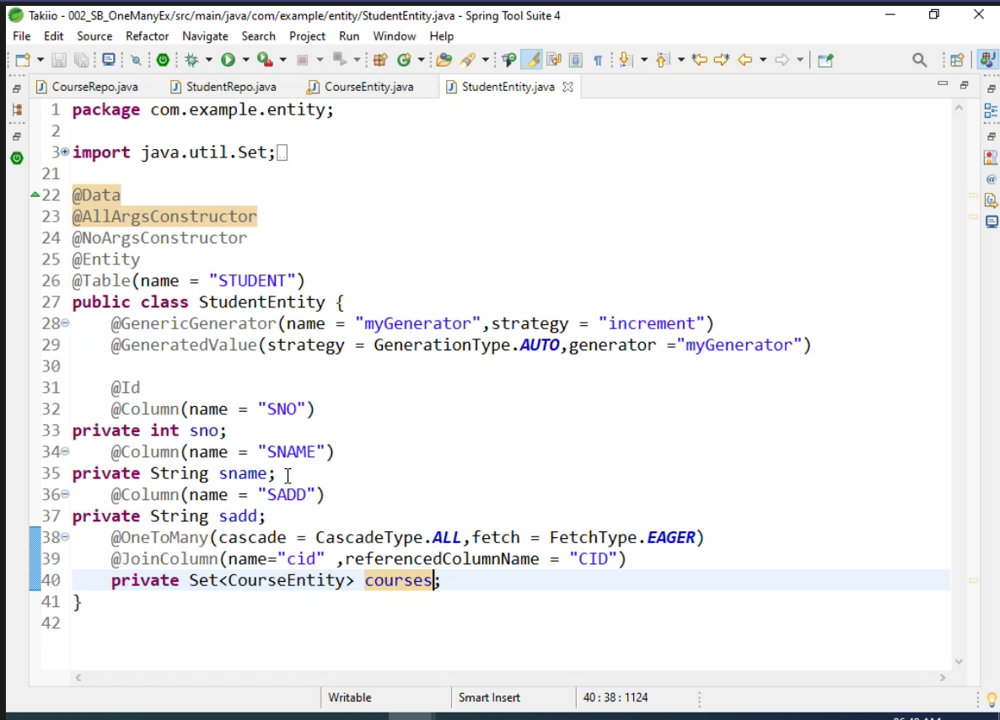 Takiio - 002_SB_OneManyEx/src/main/java/com/example/entity/StudentEntity.java - Spring Tool Suite 4
File Edit Source Refactor Navigate Search Project Run Window Help
CourseRepo.java StudentRepo.java CourseEntity.java StudentEntity.java
1 package com.example.entity;
2
3 import java.util.Set;
21
22 @Data
23 @AllArgsConstructor
24 @NoArgsConstructor
25 @Entity
26 @Table(name = "STUDENT")
27 public class StudentEntity {
28 @GenericGenerator(name = "myGenerator",strategy = "increment")
29 @GeneratedValue(strategy = GenerationType.AUTO,generator ="myGenerator")
30
31 @Id
32 @Column(name = "SNO")
33 private int sno;
34 @Column(name = "SNAME")
35 private String sname;
36 @Column(name = "SADD")
37 private String sadd;
38 @OneToMany(cascade = CascadeType.ALL,fetch = FetchType.EAGER)
39 @JoinColumn(name="cid" ,referencedColumnName = "CID")
40 private Set<CourseEntity> courses;
41 }
42
Writable Smart Insert 40 : 38 : 1124